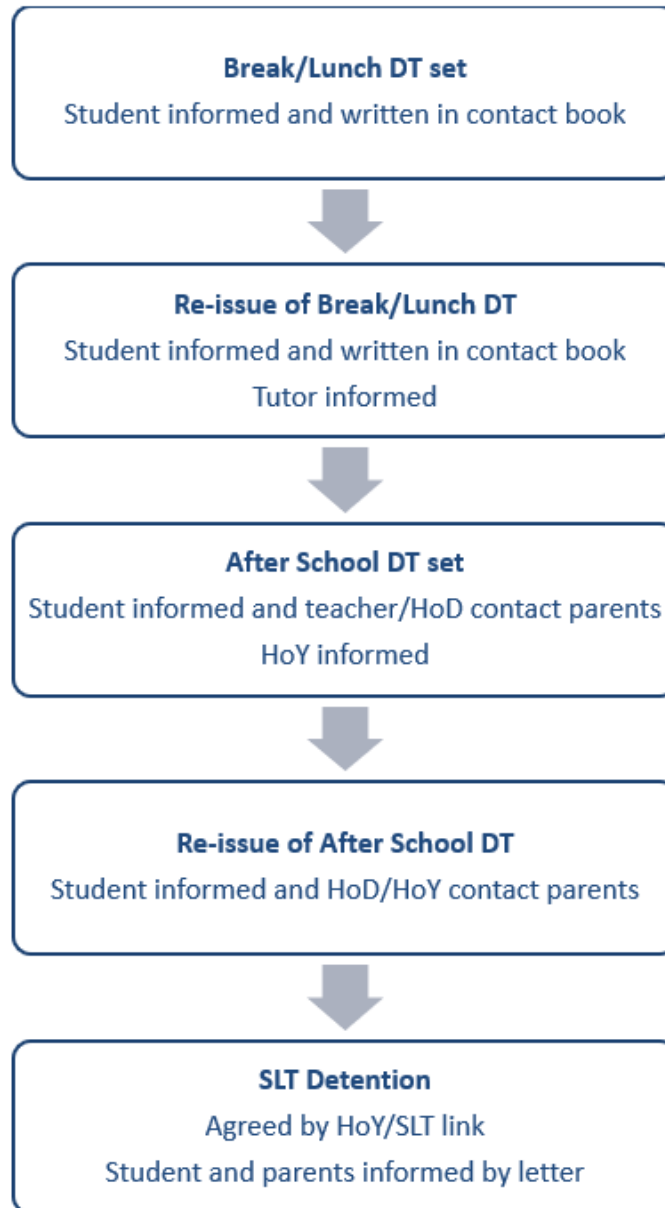 Break/Lunch DT set
Student informed and written in contact book
Re-issue of Break/Lunch DT
Student informed and written in contact book
Tutor informed
After School DT set
Student informed and teacher/HoD contact parents
HoY informed
Re-issue of After School DT
Student informed and HoD/HoY contact parents
SLT Detention
Agreed by HoY/SLT link
Student and parents informed by letter